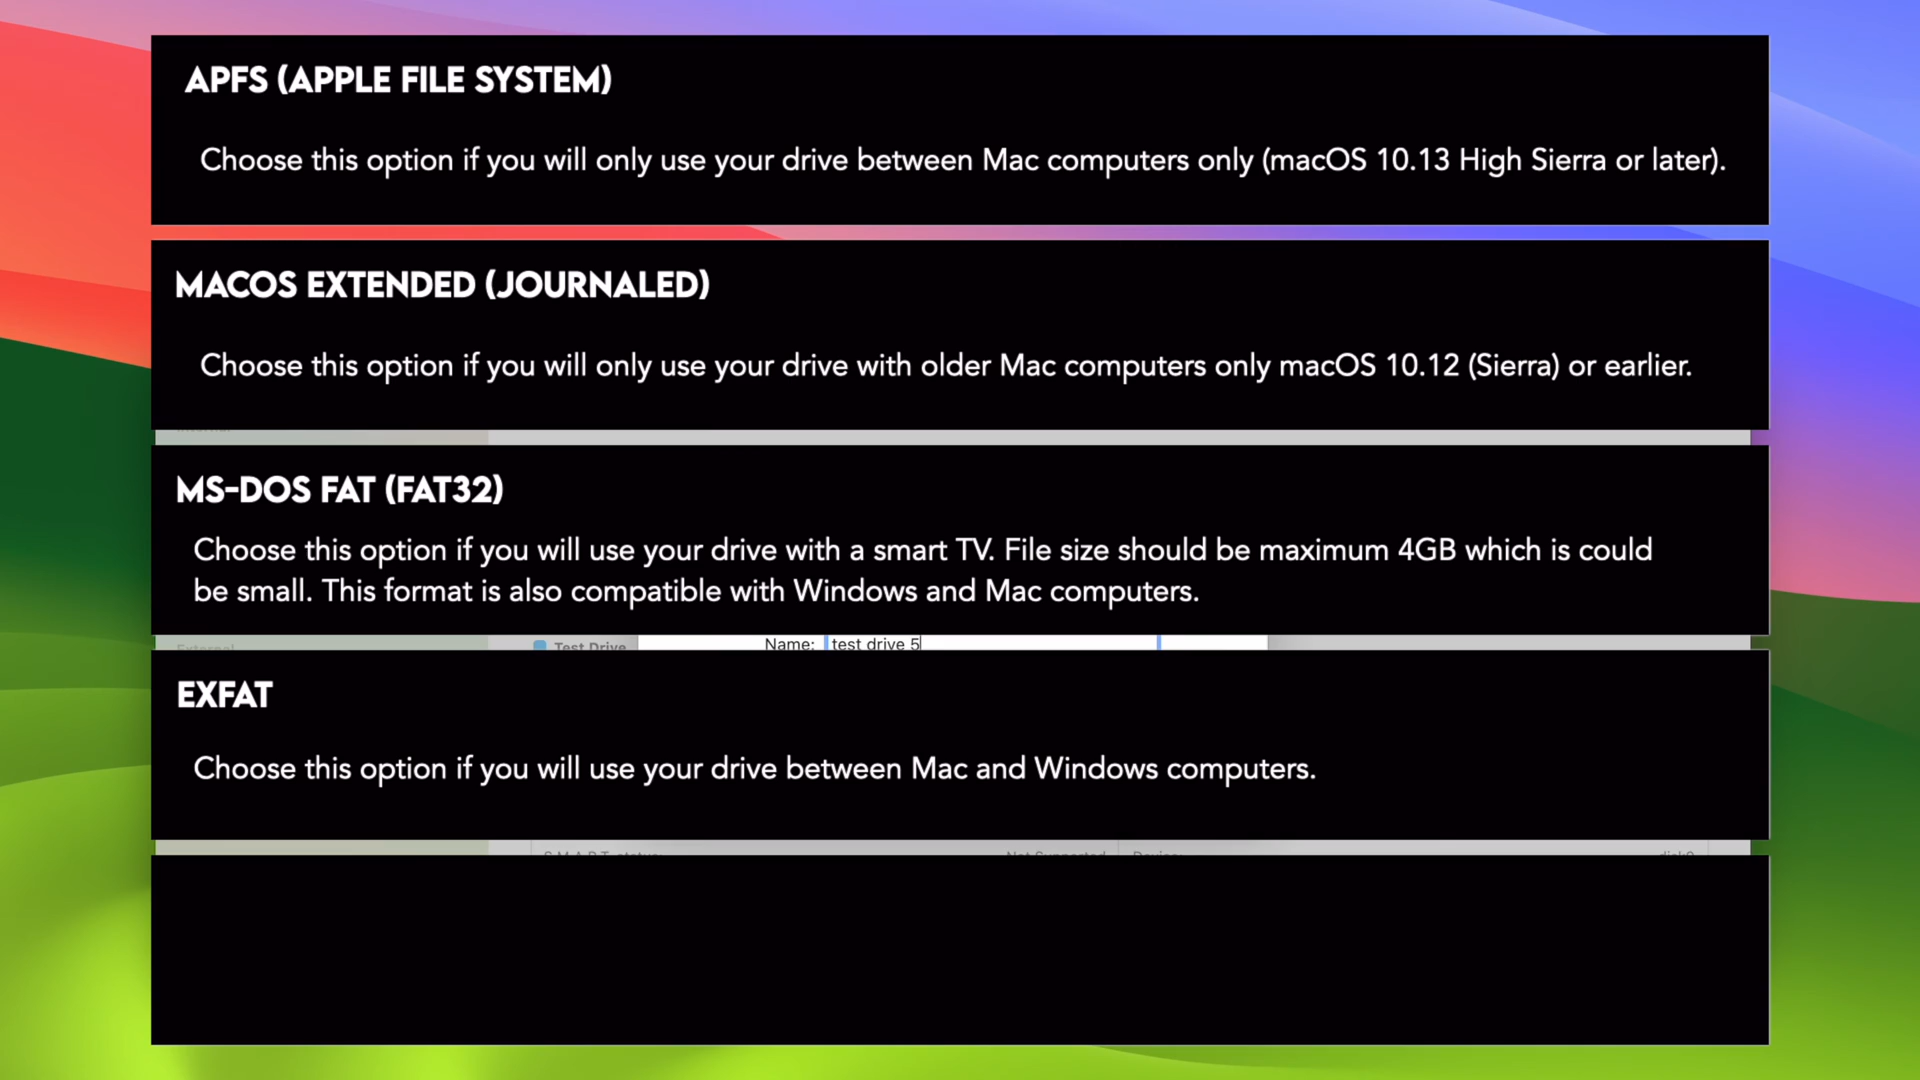 APFS (APPLE FILE SYSTEM)
Choose this option if you will only use your drive between Mac computers only (macOS 10.13 High Sierra or later).
MACOS EXTENDED (JOURNALED)
Choose this option if you will only use your drive with older Mac computers only macOS 10.12 (Sierra) or earlier.
MS-DOS FAT (FAT32)
Choose this option if you will use your drive with a smart TV. File size should be maximum 4GB which is could
be small. This format is also compatible with Windows and Mac computers.
External
Test Drive
Name: test drive 5
EXFAT
Choose this option if you will use your drive between Mac and Windows computers.